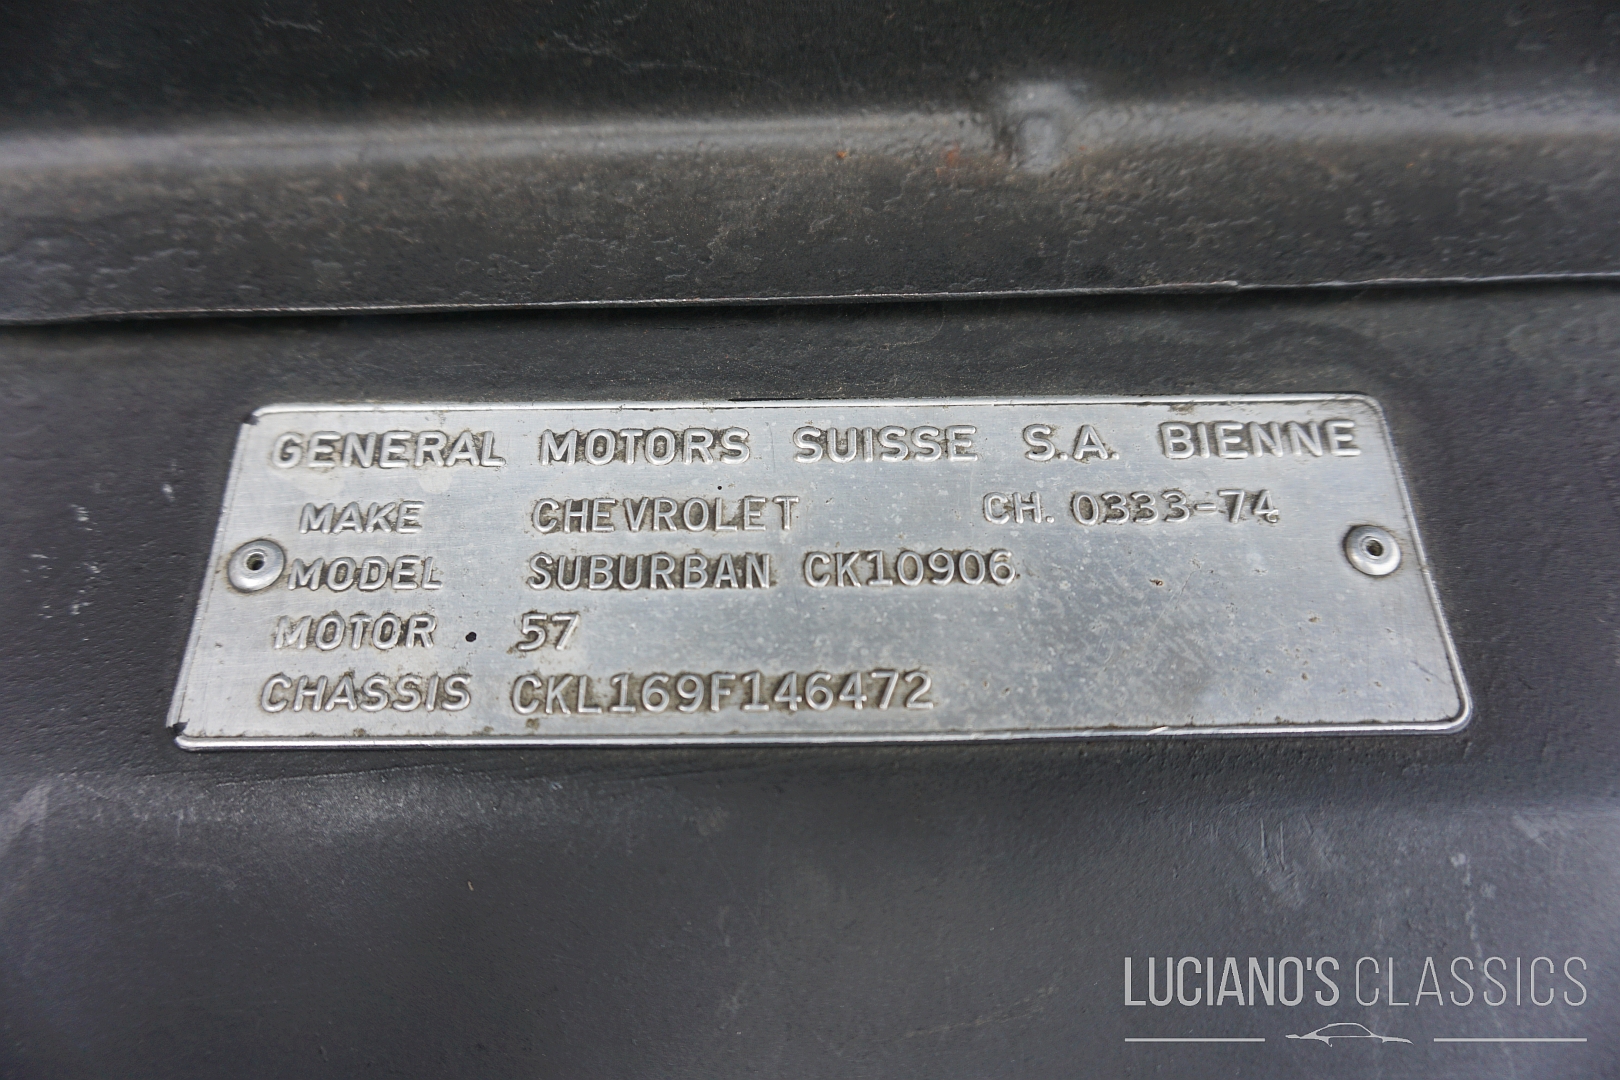 GENERAL MOTORS SUISSE S.A. BIENNE
MAKE CHEVROLET CH. 0333-74
MODEL SUBURBAN CK10906
MOTOR 57
CHASSIS CKL169F146472
LUCIANO'S CLASSICS